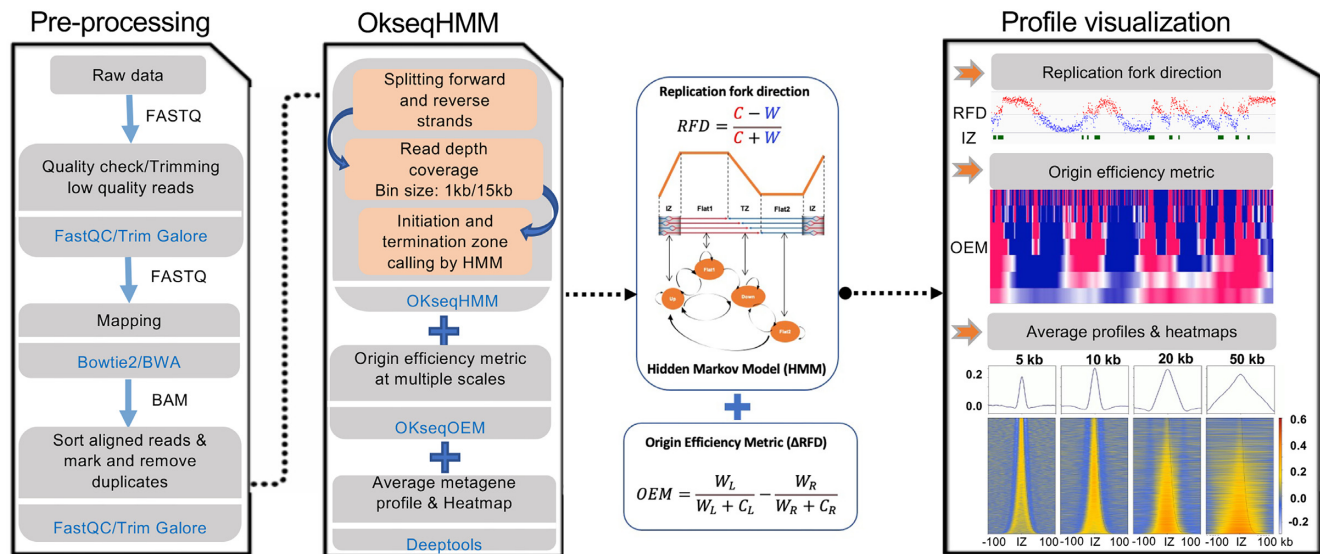 Pre-processing
Raw data
FASTQ
Quality check/Trimming
low quality reads
FastQC/Trim Galore
FASTQ
Mapping
Bowtie2/BWA
BAM
Sort aligned reads &
mark and remove
duplicates
FastQC/Trim Galore
OkseqHMM
Splitting forward
and reverse
strands
Read depth
coverage
Bin size: 1kb/15kb
Initiation and
termination zone
calling by HMM
OKseqHMM
Origin efficiency metric
at multiple scales
OKseqOEM
Average metagene
profile & Heatmap
Deeptools
Replication fork direction
RFD = (C − W) / (C + W)
IZ Flat1 TZ Flat2 IZ
Flat1
Up
Down
Flat2
Hidden Markov Model (HMM)
Origin Efficiency Metric (ΔRFD)
OEM = W_L / (W_L + C_L) − W_R / (W_R + C_R)
Profile visualization
Replication fork direction
RFD
IZ
Origin efficiency metric
OEM
Average profiles & heatmaps
5 kb 10 kb 20 kb 50 kb
0.2
0.0
0.6
0.4
0.2
0.0
-0.2
-100 IZ 100 -100 IZ 100 -100 IZ 100 -100 IZ 100 kb